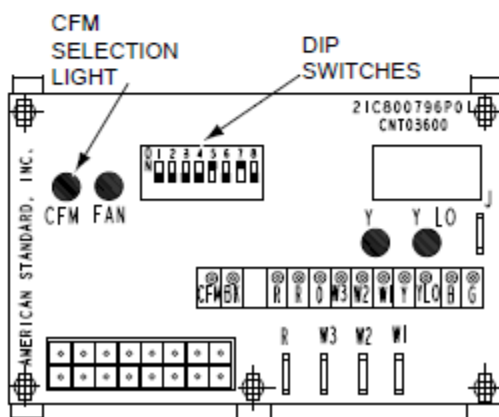 CFM
SELECTION
LIGHT
DIP
SWITCHES
21C800796P01
CNT03600
O
N
1 2 3 4 5 6 7 8
AMERICAN STANDARD, INC.
CFM FAN
J
Y Y LO
CFM BK R R O W3 W2 W1 Y YLO B G
R W3 W2 W1